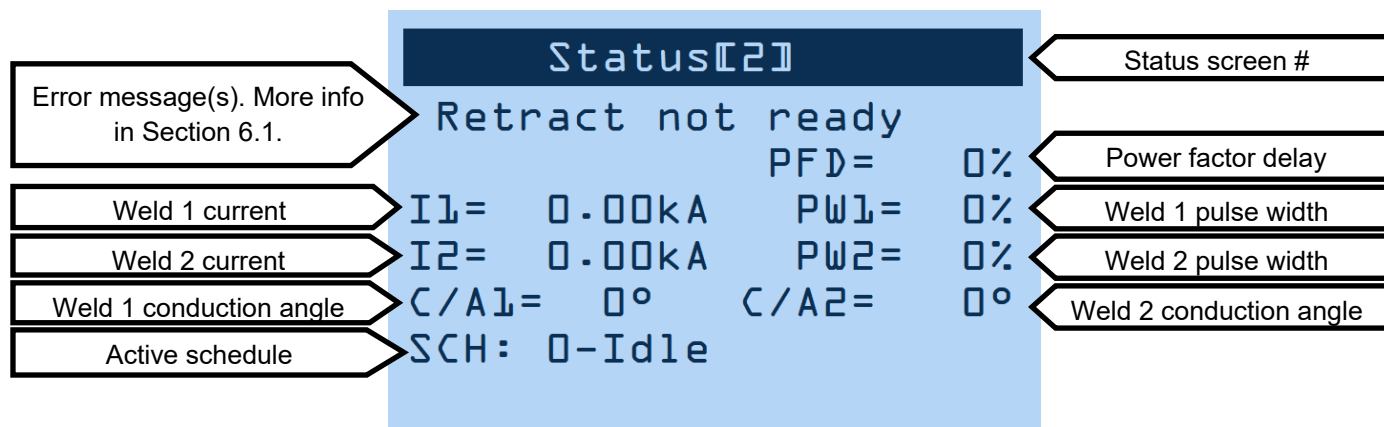 Status[2]
Status screen #
Error message(s). More info
in Section 6.1.
Retract not ready
PFD= 0%
Power factor delay
Weld 1 current
I1= 0.00kA PW1= 0%
Weld 1 pulse width
Weld 2 current
I2= 0.00kA PW2= 0%
Weld 2 pulse width
Weld 1 conduction angle
C/A1= 0° C/A2= 0°
Weld 2 conduction angle
Active schedule
SCH: 0-Idle